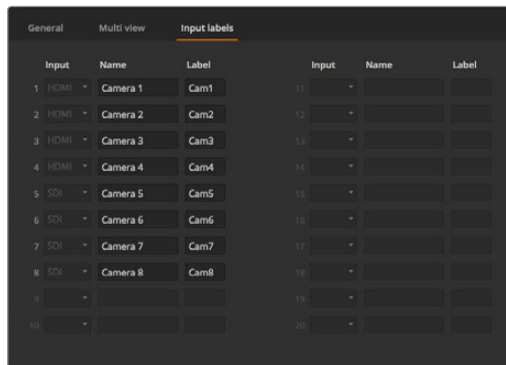 General Multi view Input labels
Input Name Label Input Name Label
1 HDMI Camera 1 Cam1 11
2 HDMI Camera 2 Cam2 12
3 HDMI Camera 3 Cam3 13
4 HDMI Camera 4 Cam4 14
5 SDI Camera 5 Cam5 15
6 SDI Camera 6 Cam6 16
7 SDI Camera 7 Cam7 17
8 SDI Camera 8 Cam8 18
9 19
10 20